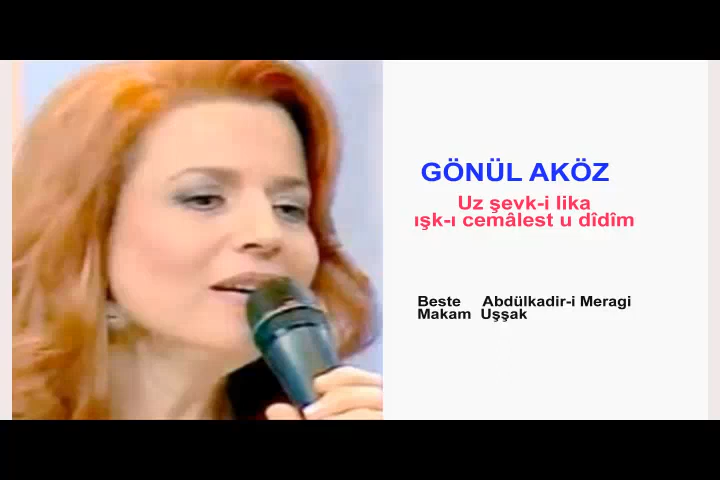 GÖNÜL AKÖZ
Uz şevk-i lika
ışk-ı cemâlest u dîdîm
Beste Abdülkadir-i Meragi
Makam Uşşak